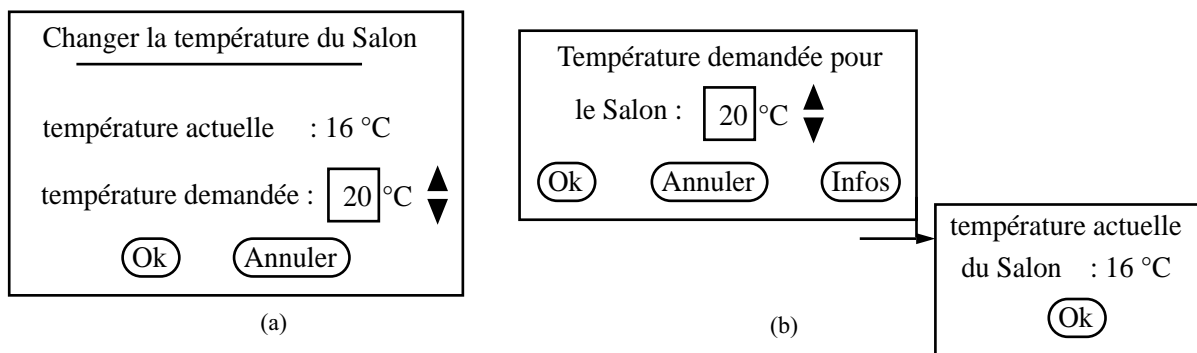 Changer la température du Salon
température actuelle : 16 °C
température demandée : 20 °C
Ok Annuler
(a)
Température demandée pour
le Salon : 20 °C
Ok Annuler Infos
température actuelle
du Salon : 16 °C
Ok
(b)